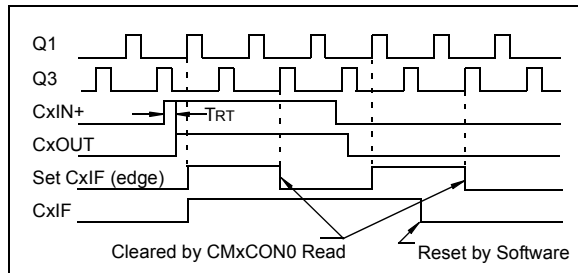 Q1
Q3
CxIN+
TRT
CxOUT
Set CxIF (edge)
CxIF
Cleared by CMxCON0 Read
Reset by Software